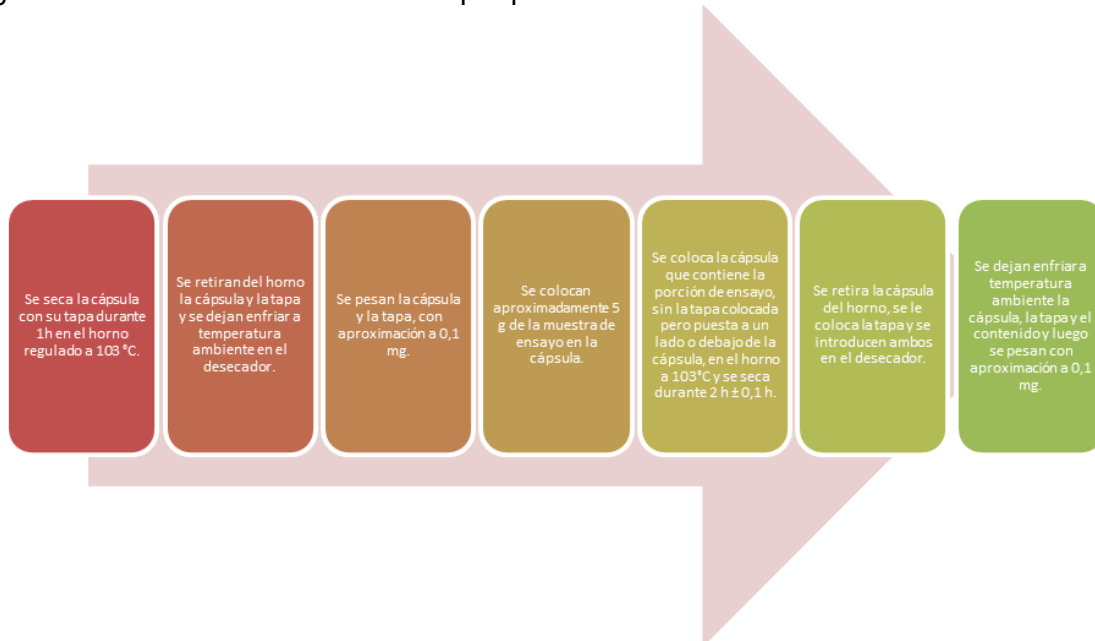 Se seca la cápsula
con su tapa durante
1h en el horno
regulado a 103 °C.
Se retiran del horno
la cápsula y la tapa
y se dejan enfriar a
temperatura
ambiente en el
desecador.
Se pesan la cápsula
y la tapa, con
aproximación a 0,1
mg.
Se colocan
aproximadamente 5
g de la muestra de
ensayo en la
cápsula.
Se coloca la cápsula
que contiene la
porción de ensayo,
sin la tapa colocada
pero puesta a un
lado o debajo de la
cápsula, en el horno
a 103°C y se seca
durante 2 h ± 0,1 h.
Se retira la cápsula
del horno, se le
coloca la tapa y se
introducen ambos
en el desecador.
Se dejan enfriar a
temperatura
ambiente la
cápsula, la tapa y el
contenido y luego
se pesan con
aproximación a 0,1
mg.